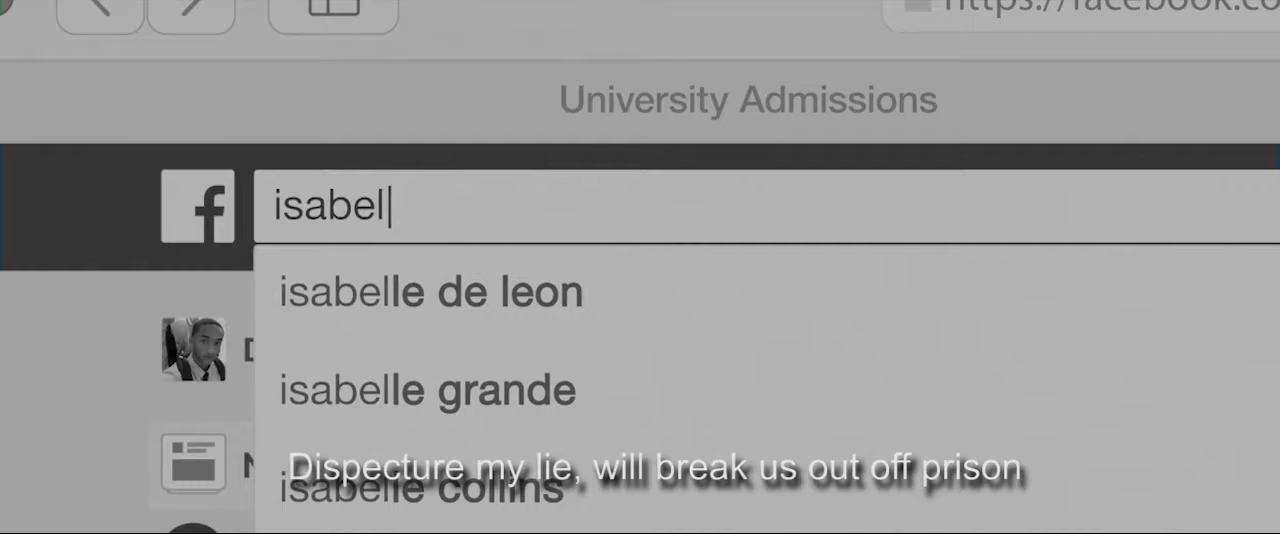 https://facebook.co
University Admissions
f
isabel
isabelle de leon
D
isabelle grande
N
Dispecture my lie, will break us out off prison
isabelle collins